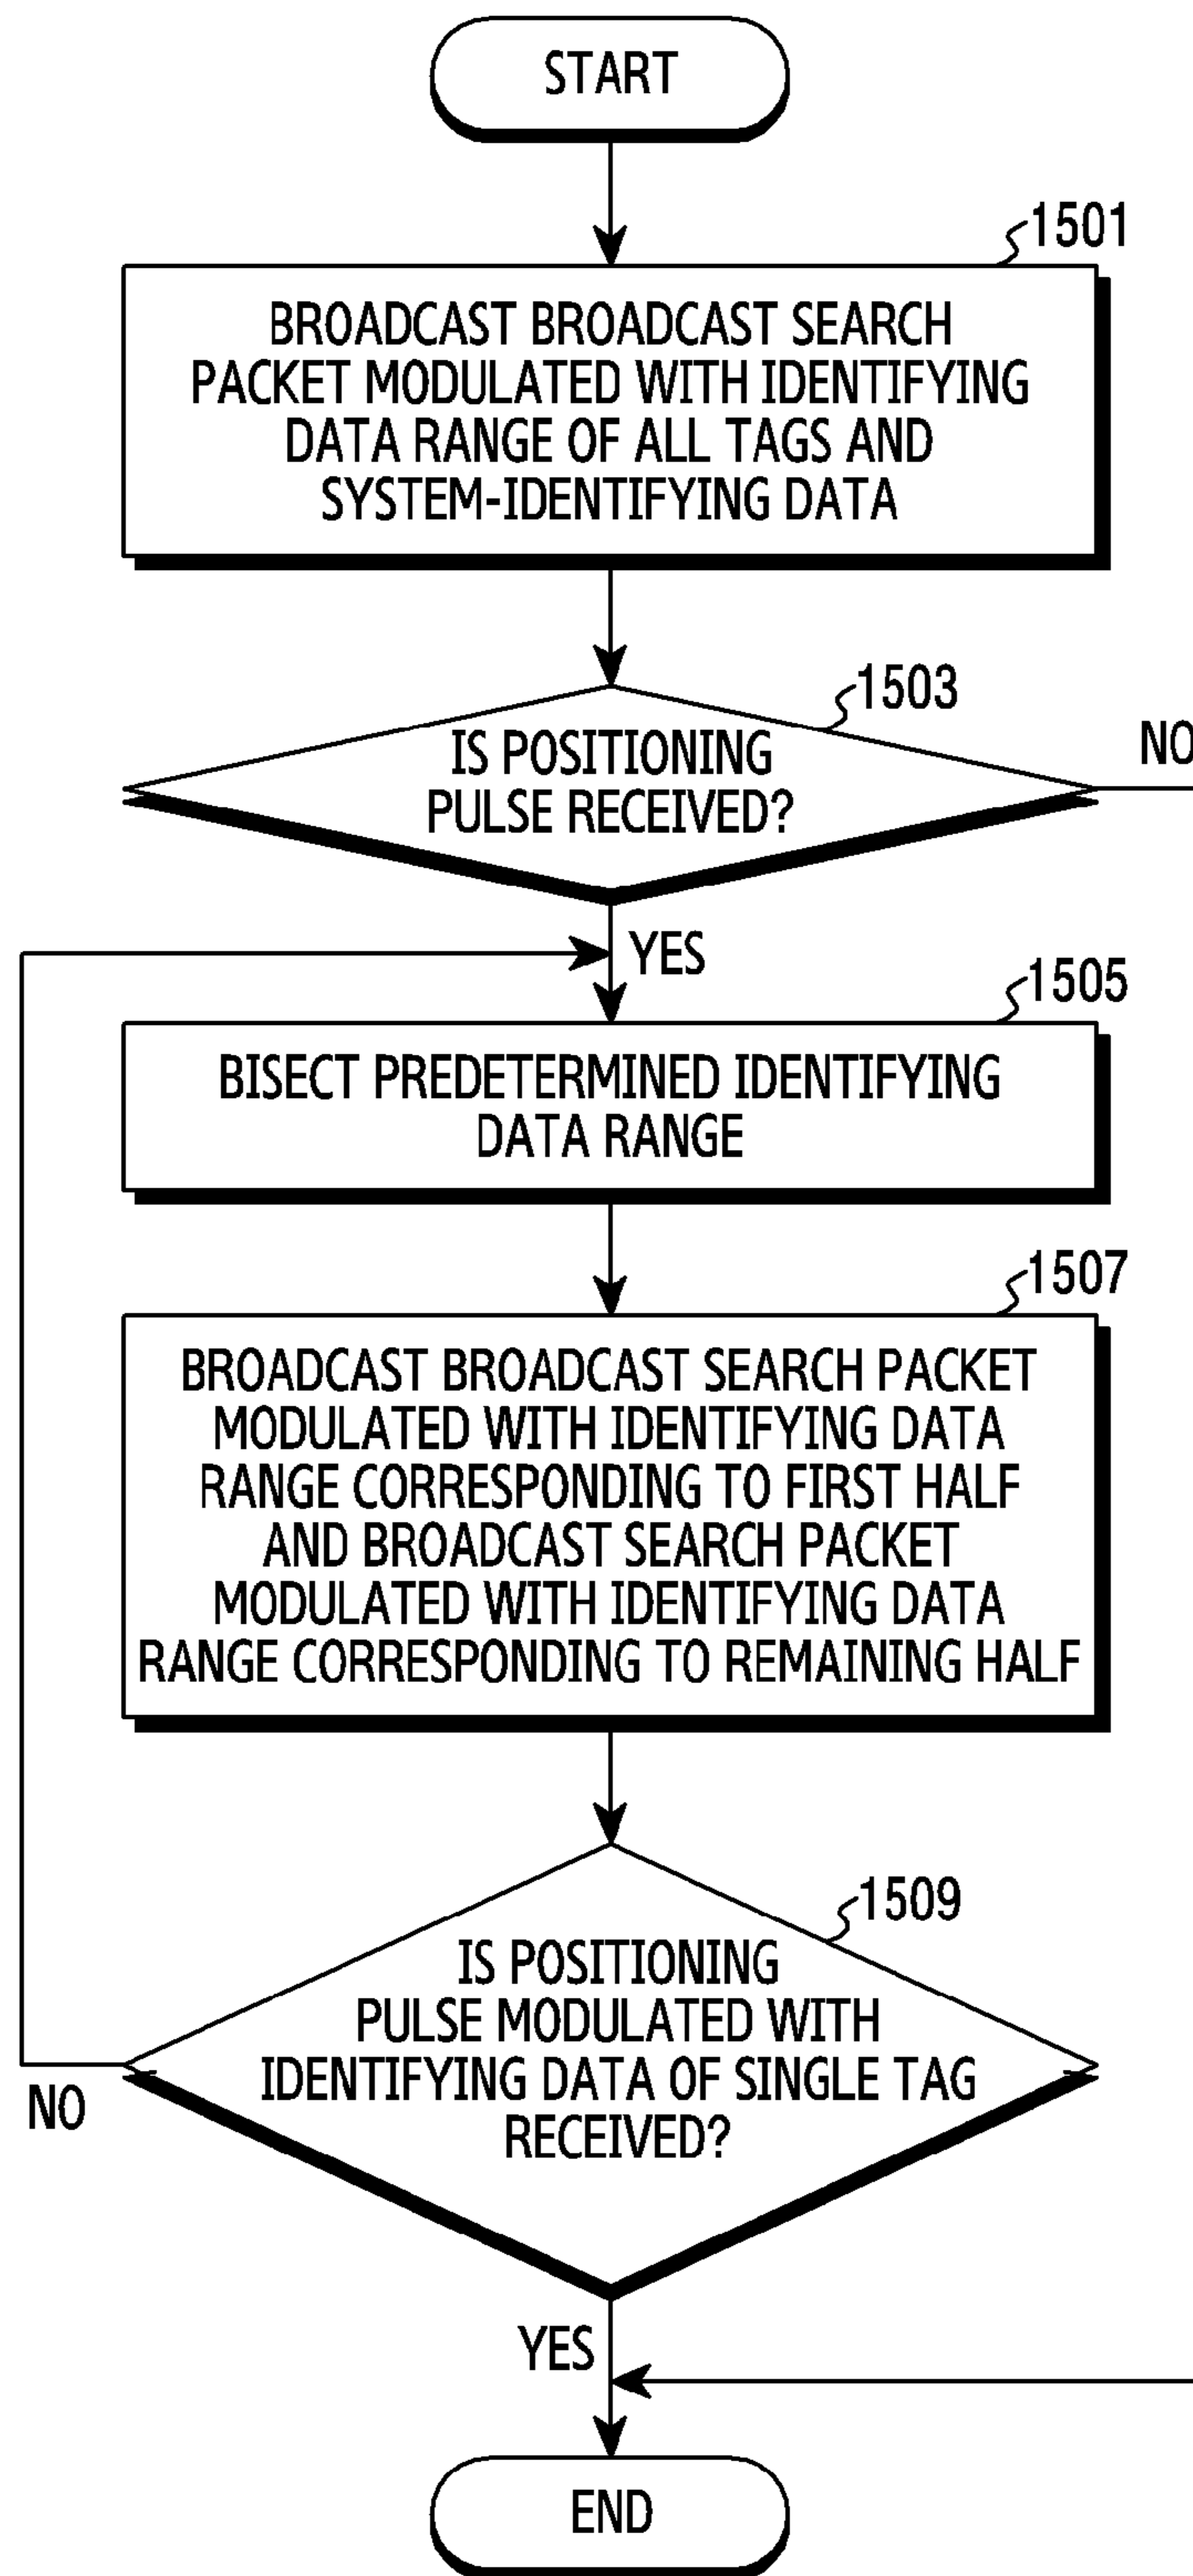 START
1501
BROADCAST BROADCAST SEARCH
PACKET MODULATED WITH IDENTIFYING
DATA RANGE OF ALL TAGS AND
SYSTEM-IDENTIFYING DATA
1503
IS POSITIONING
PULSE RECEIVED?
NO
YES
1505
BISECT PREDETERMINED IDENTIFYING
DATA RANGE
1507
BROADCAST BROADCAST SEARCH PACKET
MODULATED WITH IDENTIFYING DATA
RANGE CORRESPONDING TO FIRST HALF
AND BROADCAST SEARCH PACKET
MODULATED WITH IDENTIFYING DATA
RANGE CORRESPONDING TO REMAINING HALF
1509
IS POSITIONING
PULSE MODULATED WITH
IDENTIFYING DATA OF SINGLE TAG
RECEIVED?
NO
YES
END